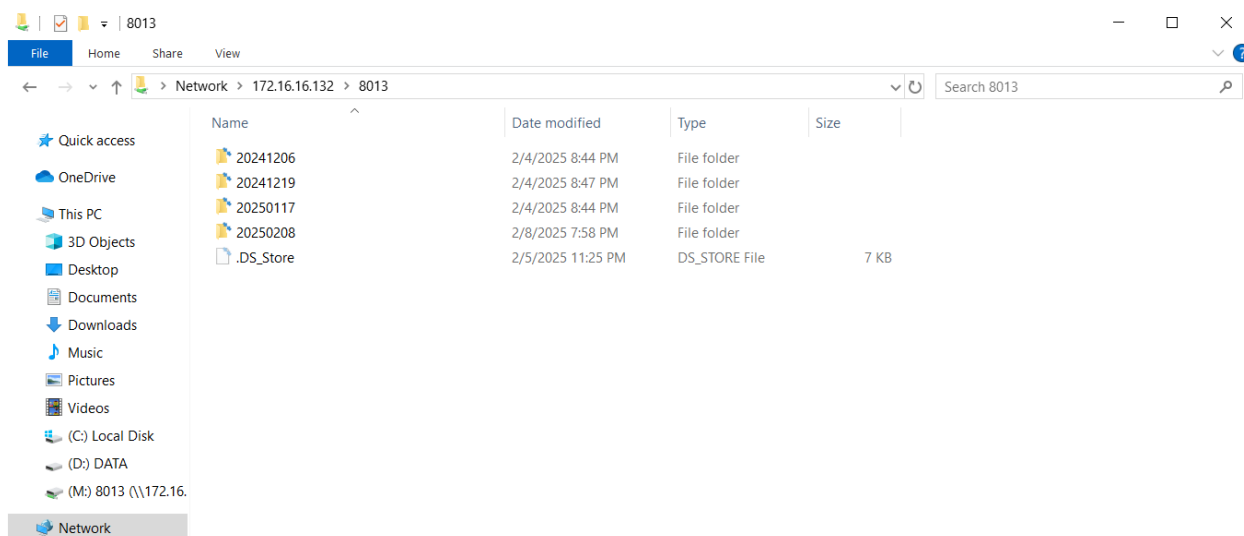 8013
File Home Share View
Network > 172.16.16.132 > 8013
Search 8013
Name Date modified Type Size
Quick access
OneDrive
This PC
3D Objects
Desktop
Documents
Downloads
Music
Pictures
Videos
(C:) Local Disk
(D:) DATA
(M:) 8013 (\\172.16.
Network
20241206 2/4/2025 8:44 PM File folder
20241219 2/4/2025 8:47 PM File folder
20250117 2/4/2025 8:44 PM File folder
20250208 2/8/2025 7:58 PM File folder
.DS_Store 2/5/2025 11:25 PM DS_STORE File 7 KB